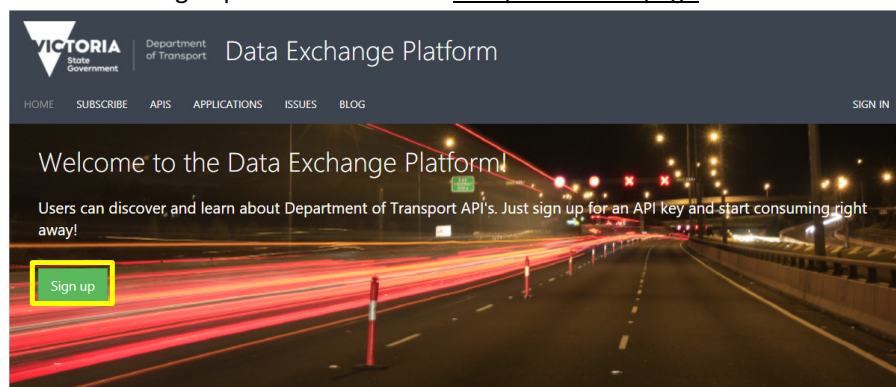 VICTORIA
State
Government
Department
of Transport
Data Exchange Platform
HOME SUBSCRIBE APIS APPLICATIONS ISSUES BLOG SIGN IN
Welcome to the Data Exchange Platform!
Users can discover and learn about Department of Transport API's. Just sign up for an API key and start consuming right
away!
Sign up